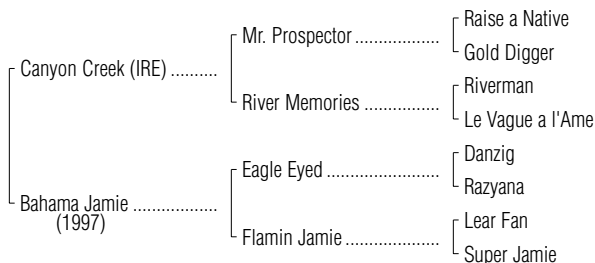 Raise a Native
Mr. Prospector ..................
Gold Digger
Canyon Creek (IRE) ..........
Riverman
River Memories ................
Le Vague a l'Ame
Danzig
Eagle Eyed .......................
Razyana
Bahama Jamie ..................
(1997)
Lear Fan
Flamin Jamie ....................
Super Jamie